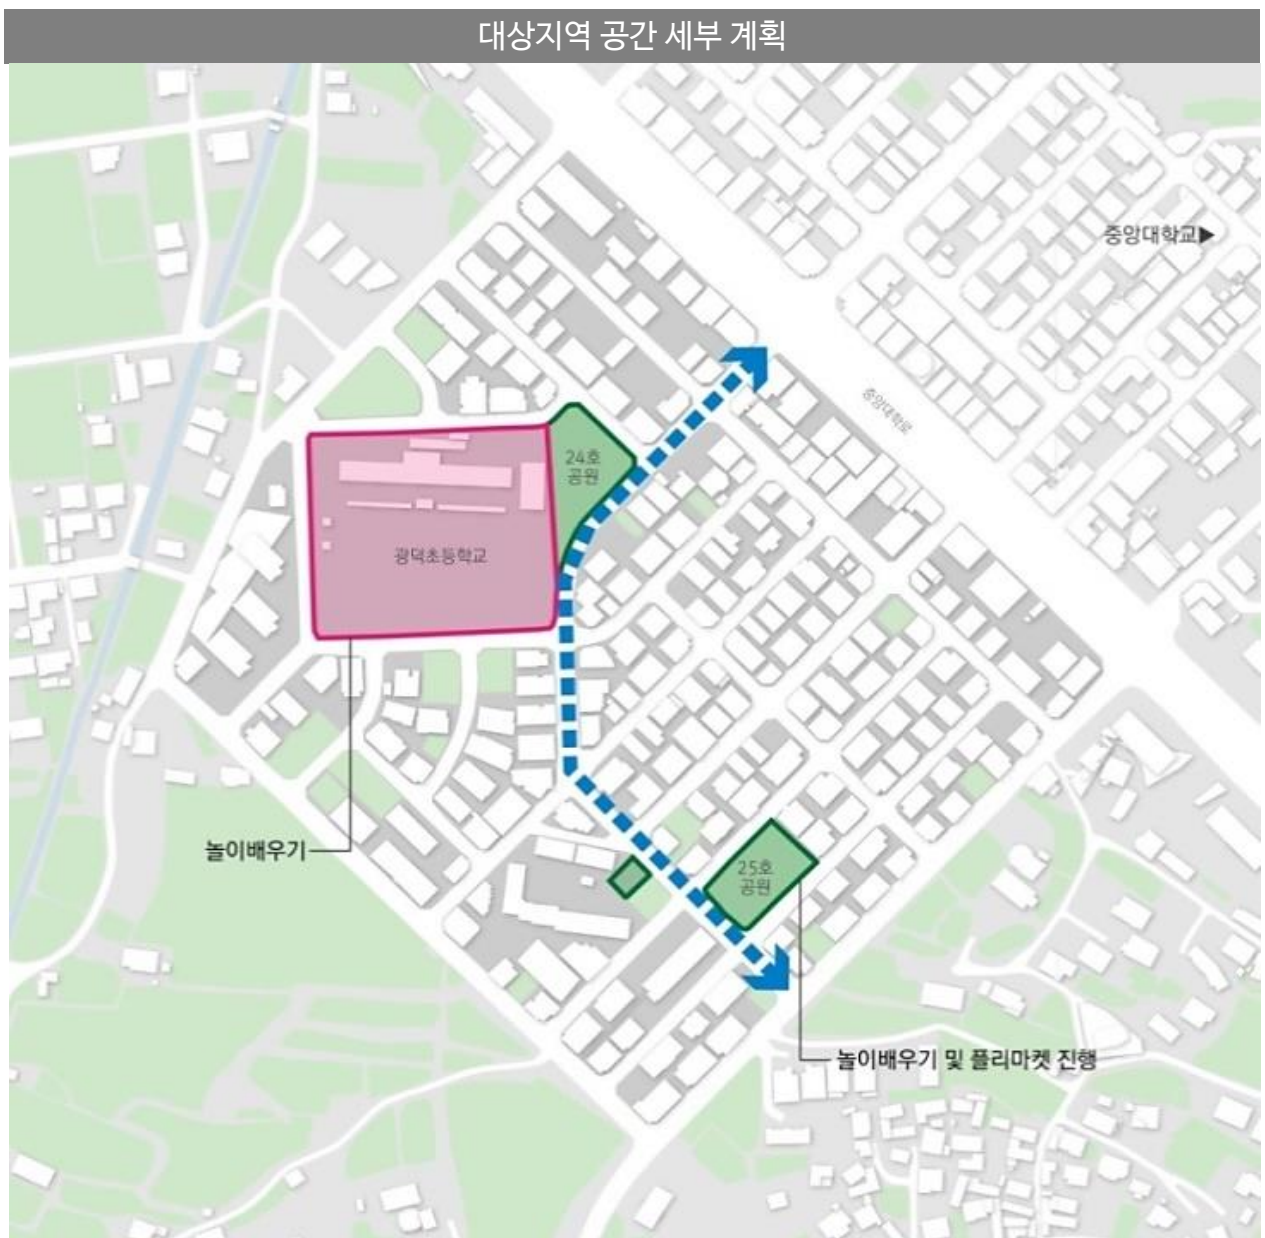 대상지역 공간 세부 계획
중앙대학교▶
중앙대학로
24호
공원
광덕초등학교
놀이배우기
25호
공원
놀이배우기 및 플리마켓 진행